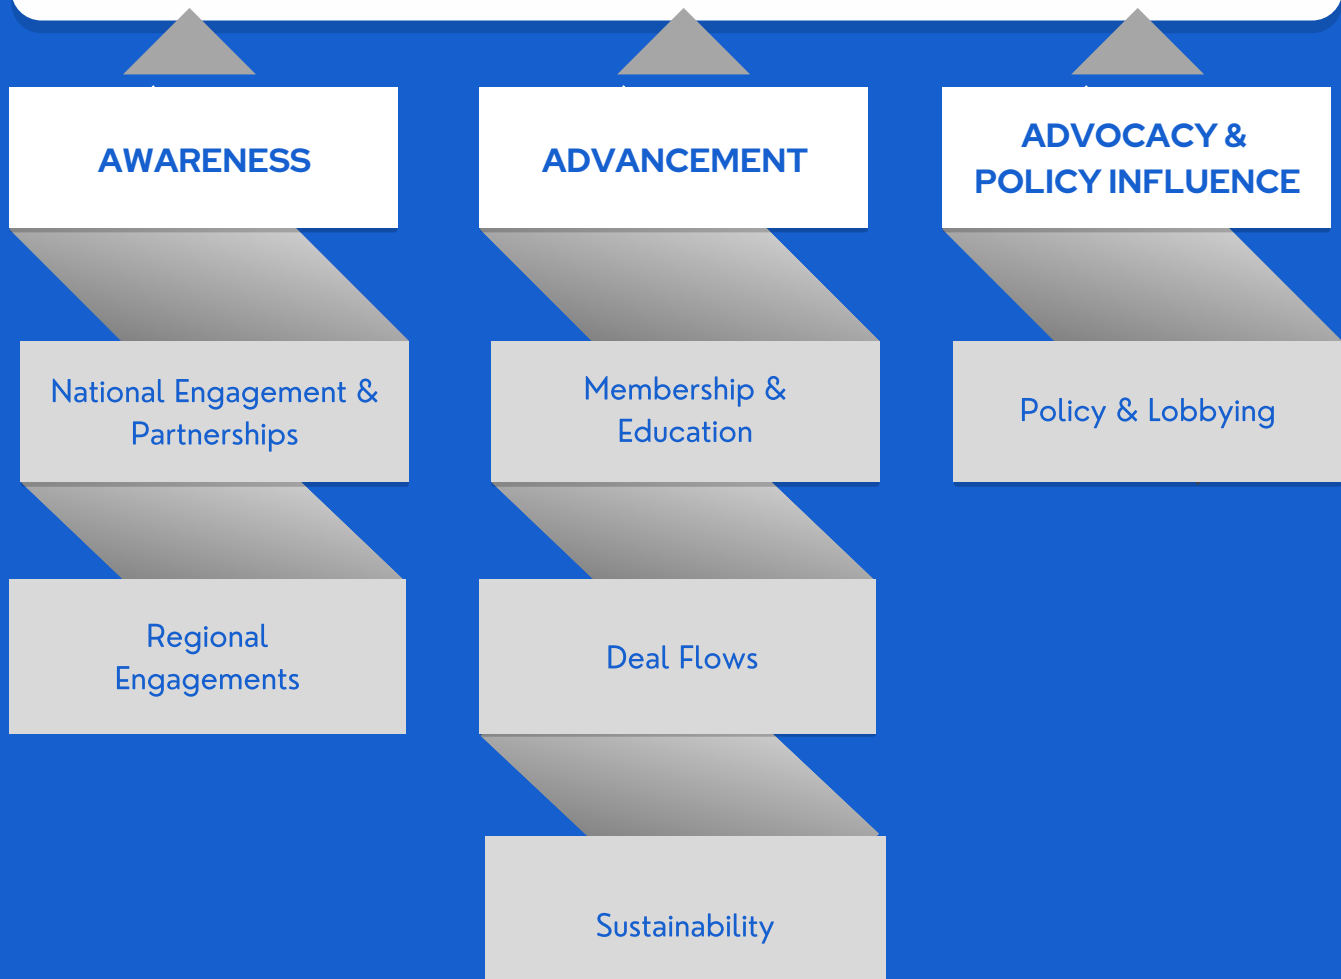 AWARENESS
National Engagement &
Partnerships
Regional
Engagements
ADVANCEMENT
Membership &
Education
Deal Flows
Sustainability
ADVOCACY &
POLICY INFLUENCE
Policy & Lobbying